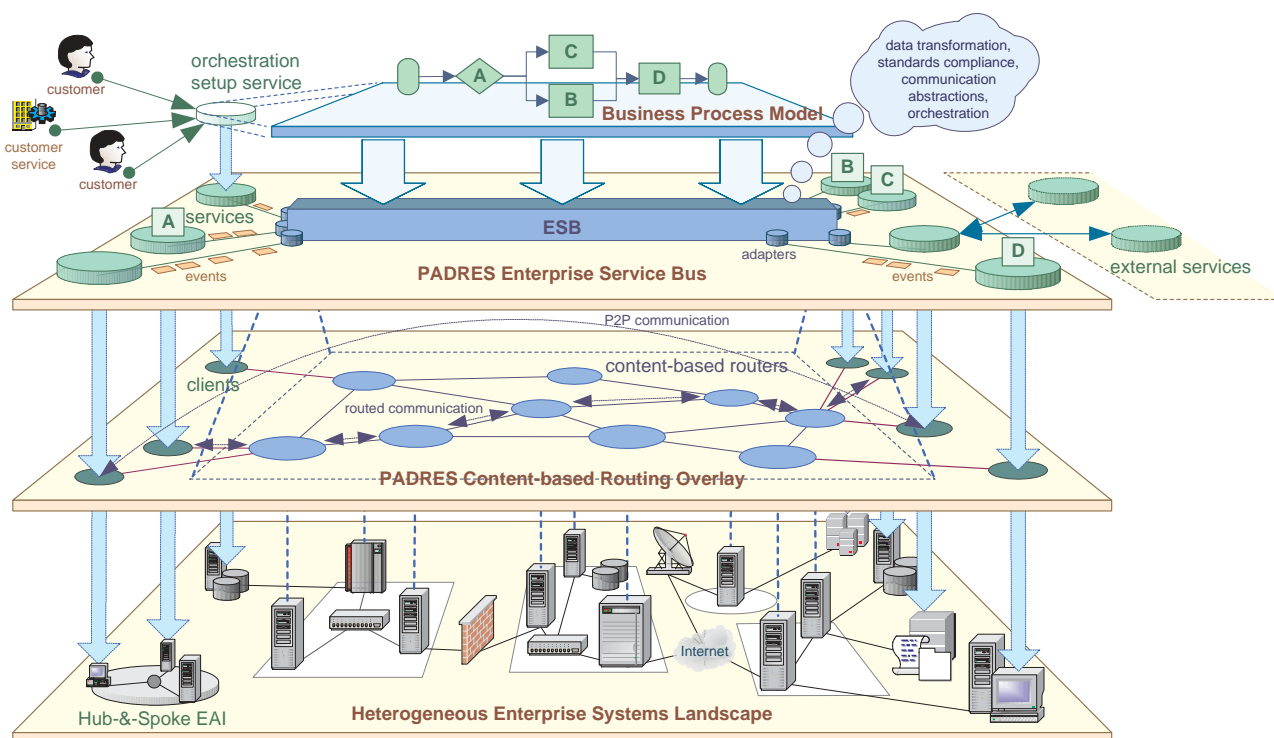 customer
customer
service
customer
orchestration
setup service
A
C
B
D
Business Process Model
data transformation,
standards compliance,
communication
abstractions,
orchestration
A
services
events
ESB
PADRES Enterprise Service Bus
adapters
B
C
D
events
external services
P2P communication
clients
content-based routers
routed communication
PADRES Content-based Routing Overlay
Internet
Hub-&-Spoke EAI
Heterogeneous Enterprise Systems Landscape